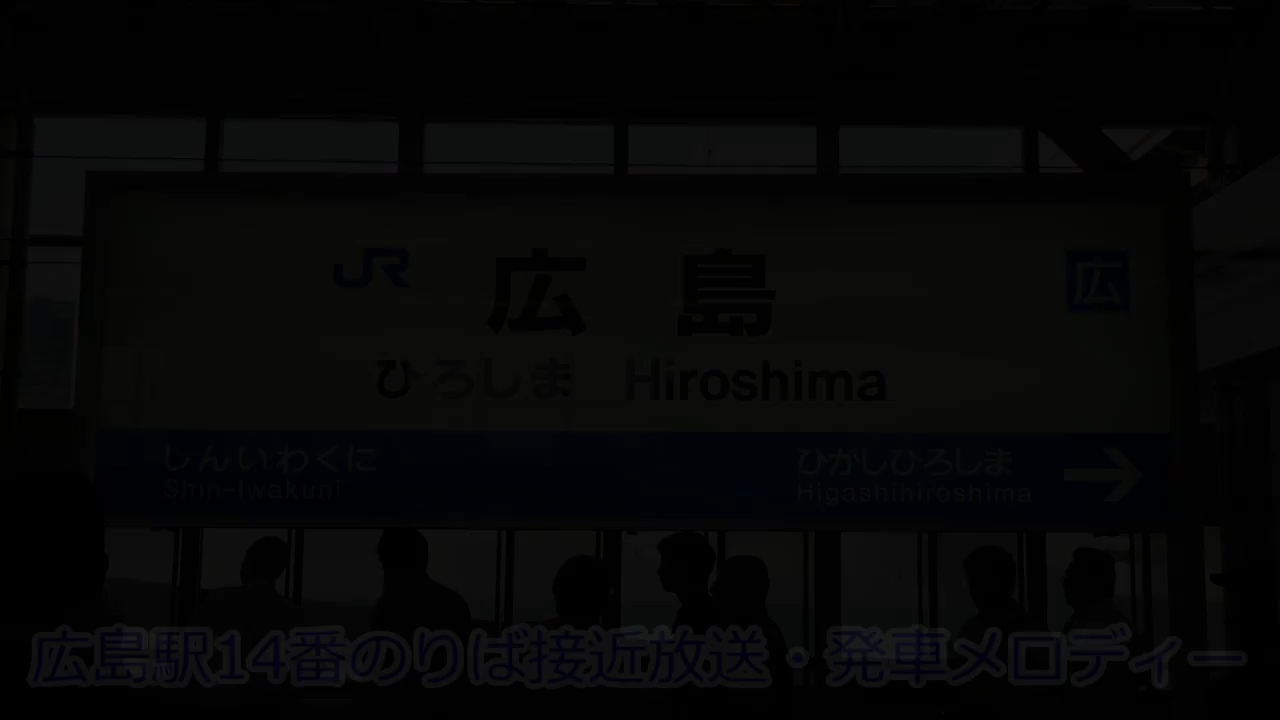 JR 広島 広
ひろしま Hiroshima
しんいわくに ひがしひろしま →
Shin-Iwakuni Higashihiroshima
広島駅14番のりば接近放送・発車メロディー